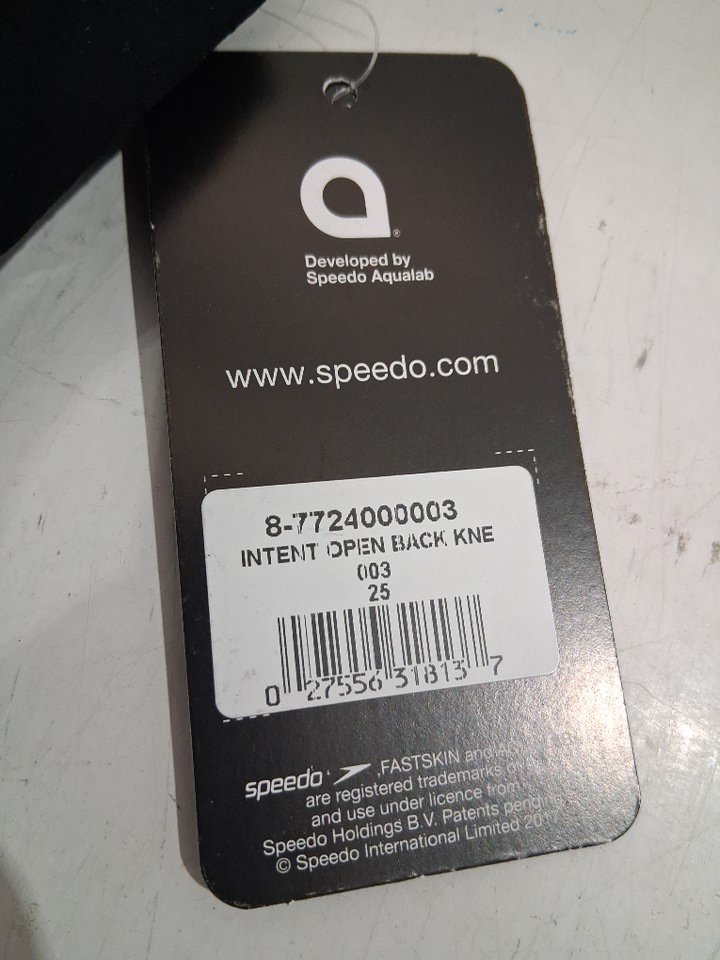 Developed by
Speedo Aqualab
www.speedo.com
8-7724000003
INTENT OPEN BACK KNE
003
25
0 27556 31813 7
speedo ,FASTSKIN and
are registered trademarks
and use under licence from
Speedo Holdings B.V. Patents
© Speedo International Limited